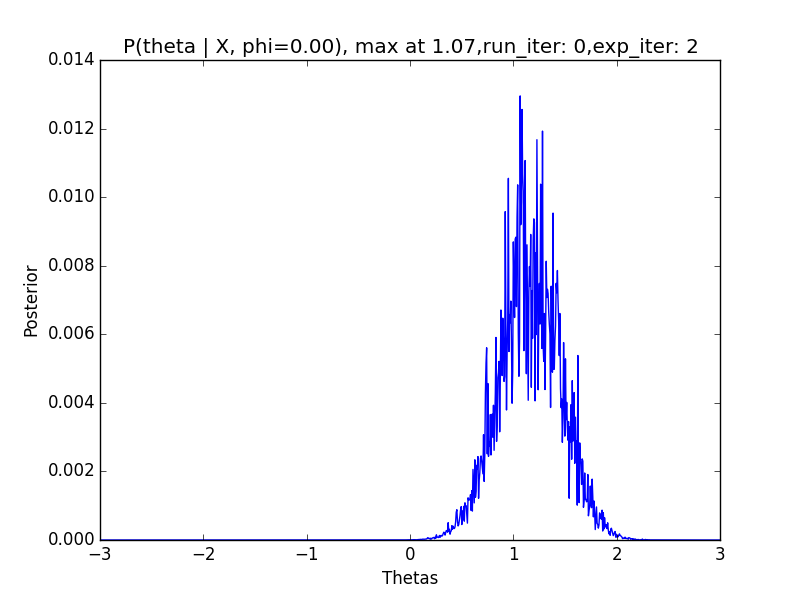 P(theta | X, phi=0.00), max at 1.07,run_iter: 0,exp_iter: 2
0.014
0.012
0.010
0.008
0.006
0.004
0.002
0.000
Posterior
−3 −2 −1 0 1 2 3
Thetas